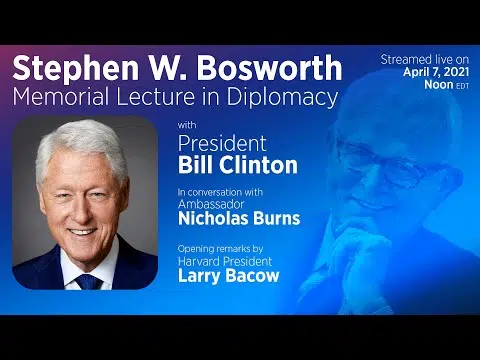 Stephen W. Bosworth
Memorial Lecture in Diplomacy
Streamed live on
April 7, 2021
Noon EDT
with
President
Bill Clinton
In conversation with
Ambassador
Nicholas Burns
Opening remarks by
Harvard President
Larry Bacow